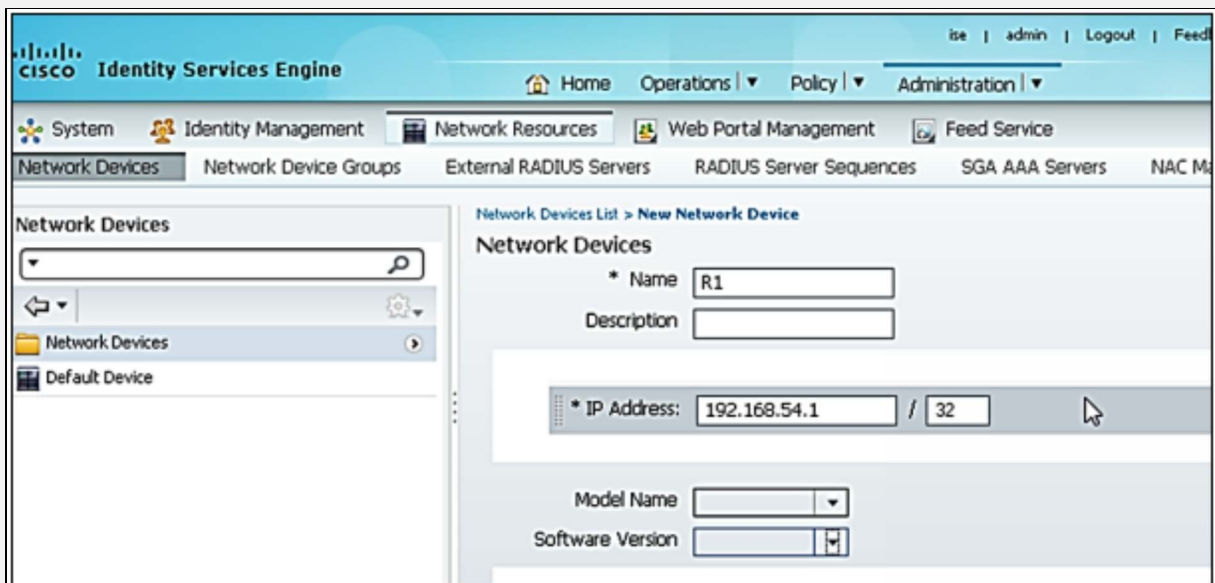 ise | admin | Logout | Feed
CISCO Identity Services Engine
Home Operations | Policy | Administration |
System Identity Management Network Resources Web Portal Management Feed Service
Network Devices Network Device Groups External RADIUS Servers RADIUS Server Sequences SGA AAA Servers NAC Ma
Network Devices
Network Devices
Default Device
Network Devices List > New Network Device
Network Devices
* Name R1
Description
* IP Address: 192.168.54.1 / 32
Model Name
Software Version